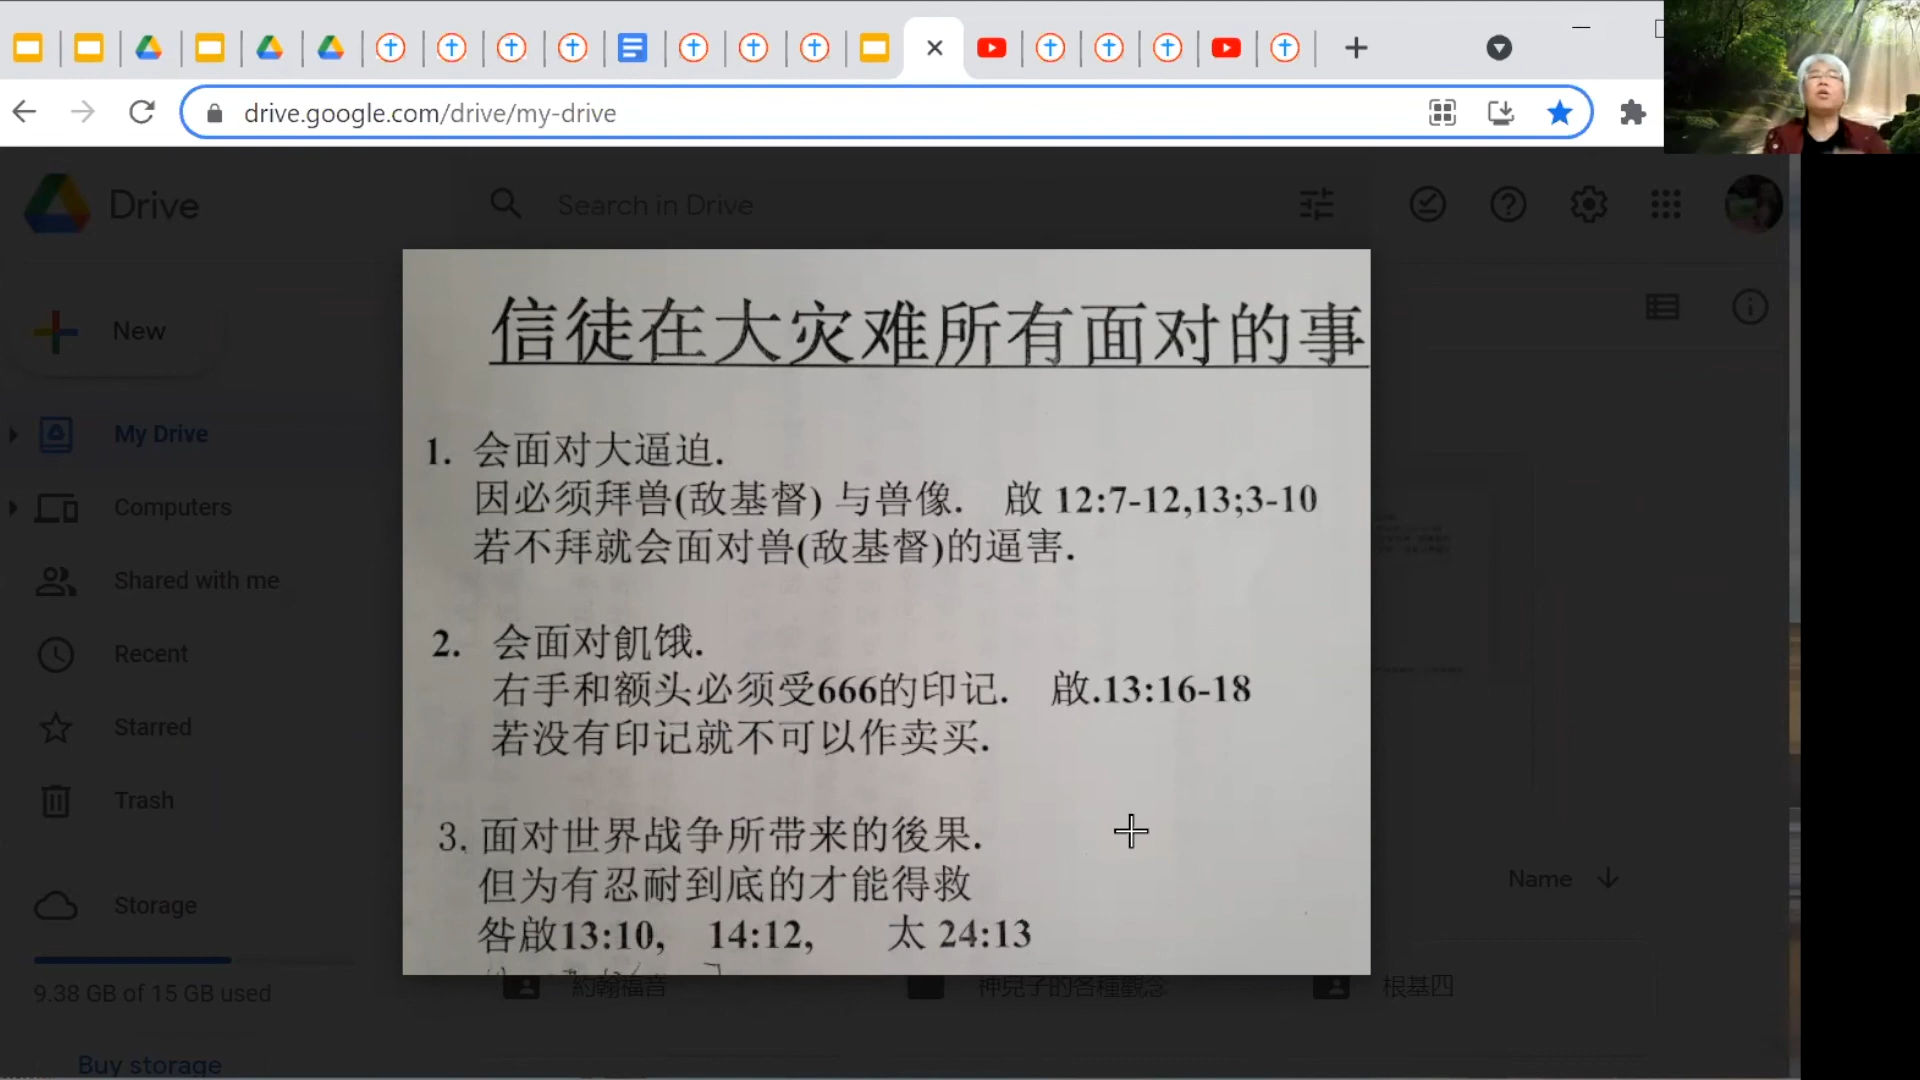 drive.google.com/drive/my-drive
Drive
Search in Drive
New
My Drive
Computers
Shared with me
Recent
Starred
Trash
Storage
9.38 GB of 15 GB used
Buy storage
信徒在大灾难所有面对的事
1. 会面对大逼迫.
因必须拜兽(敌基督) 与兽像. 啟 12:7-12,13;3-10
若不拜就会面对兽(敌基督)的逼害.
2. 会面对飢饿.
右手和额头必须受666的印记. 啟.13:16-18
若没有印记就不可以作卖买.
3. 面对世界战争所带来的後果.
但为有忍耐到底的才能得救
咎啟13:10, 14:12, 太 24:13
Name
約翰福音
神兒子的各種觀念
根基四